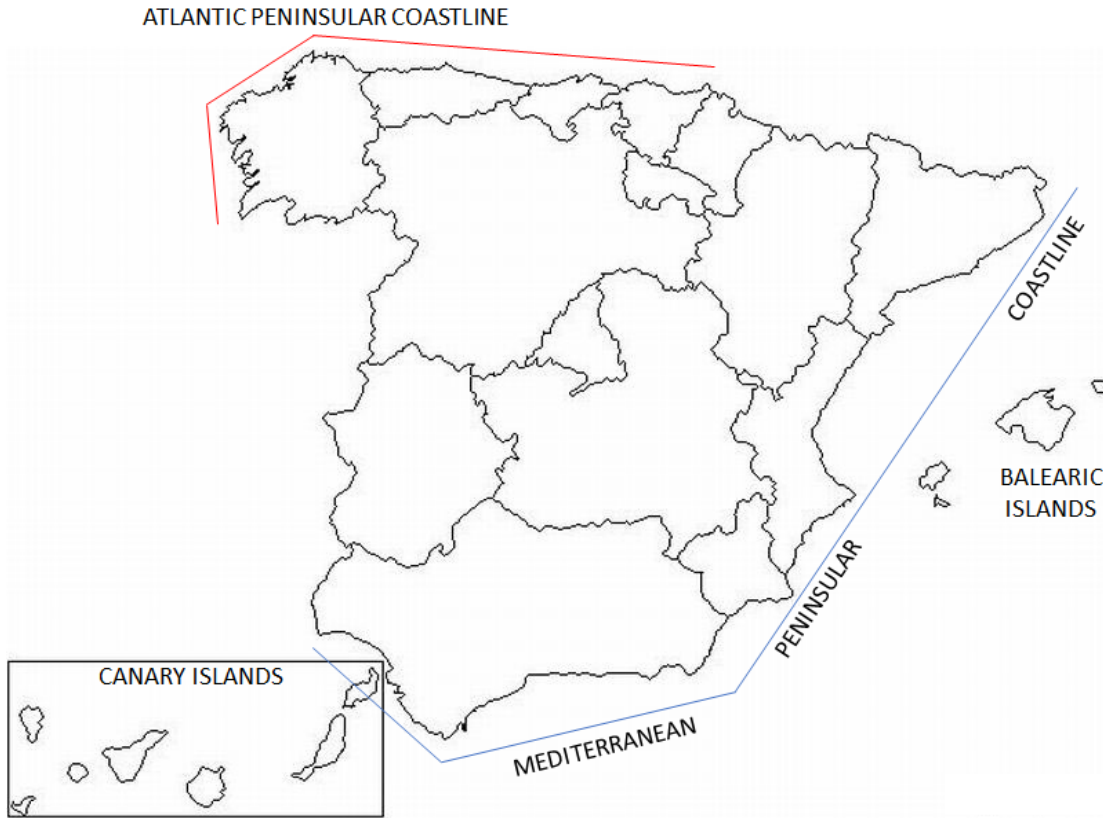 ATLANTIC PENINSULAR COASTLINE
COASTLINE
BALEARIC
ISLANDS
PENINSULAR
CANARY ISLANDS
MEDITERRANEAN